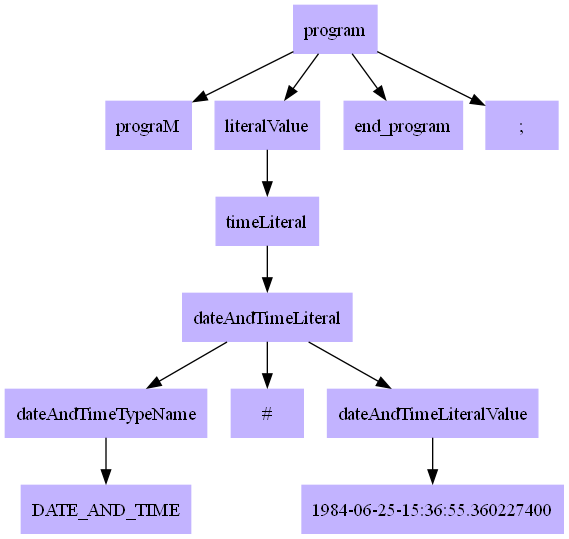 program
prograM
literalValue
end_program
;
timeLiteral
dateAndTimeLiteral
dateAndTimeTypeName
#
dateAndTimeLiteralValue
DATE_AND_TIME
1984-06-25-15:36:55.360227400